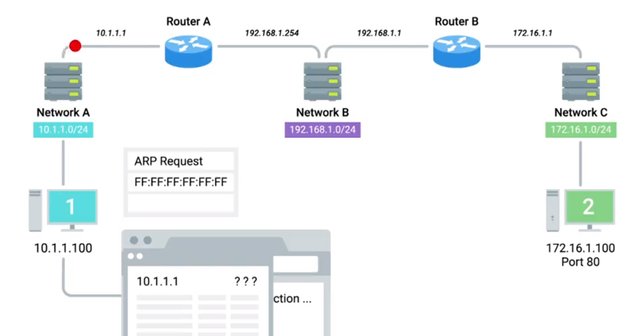 Router A
Router B
10.1.1.1
192.168.1.254
192.168.1.1
172.16.1.1
Network A
Network B
Network C
10.1.1.0/24
192.168.1.0/24
172.16.1.0/24
ARP Request
FF:FF:FF:FF:FF:FF
1
2
10.1.1.100
172.16.1.100
Port 80
10.1.1.1 ???
ction ...